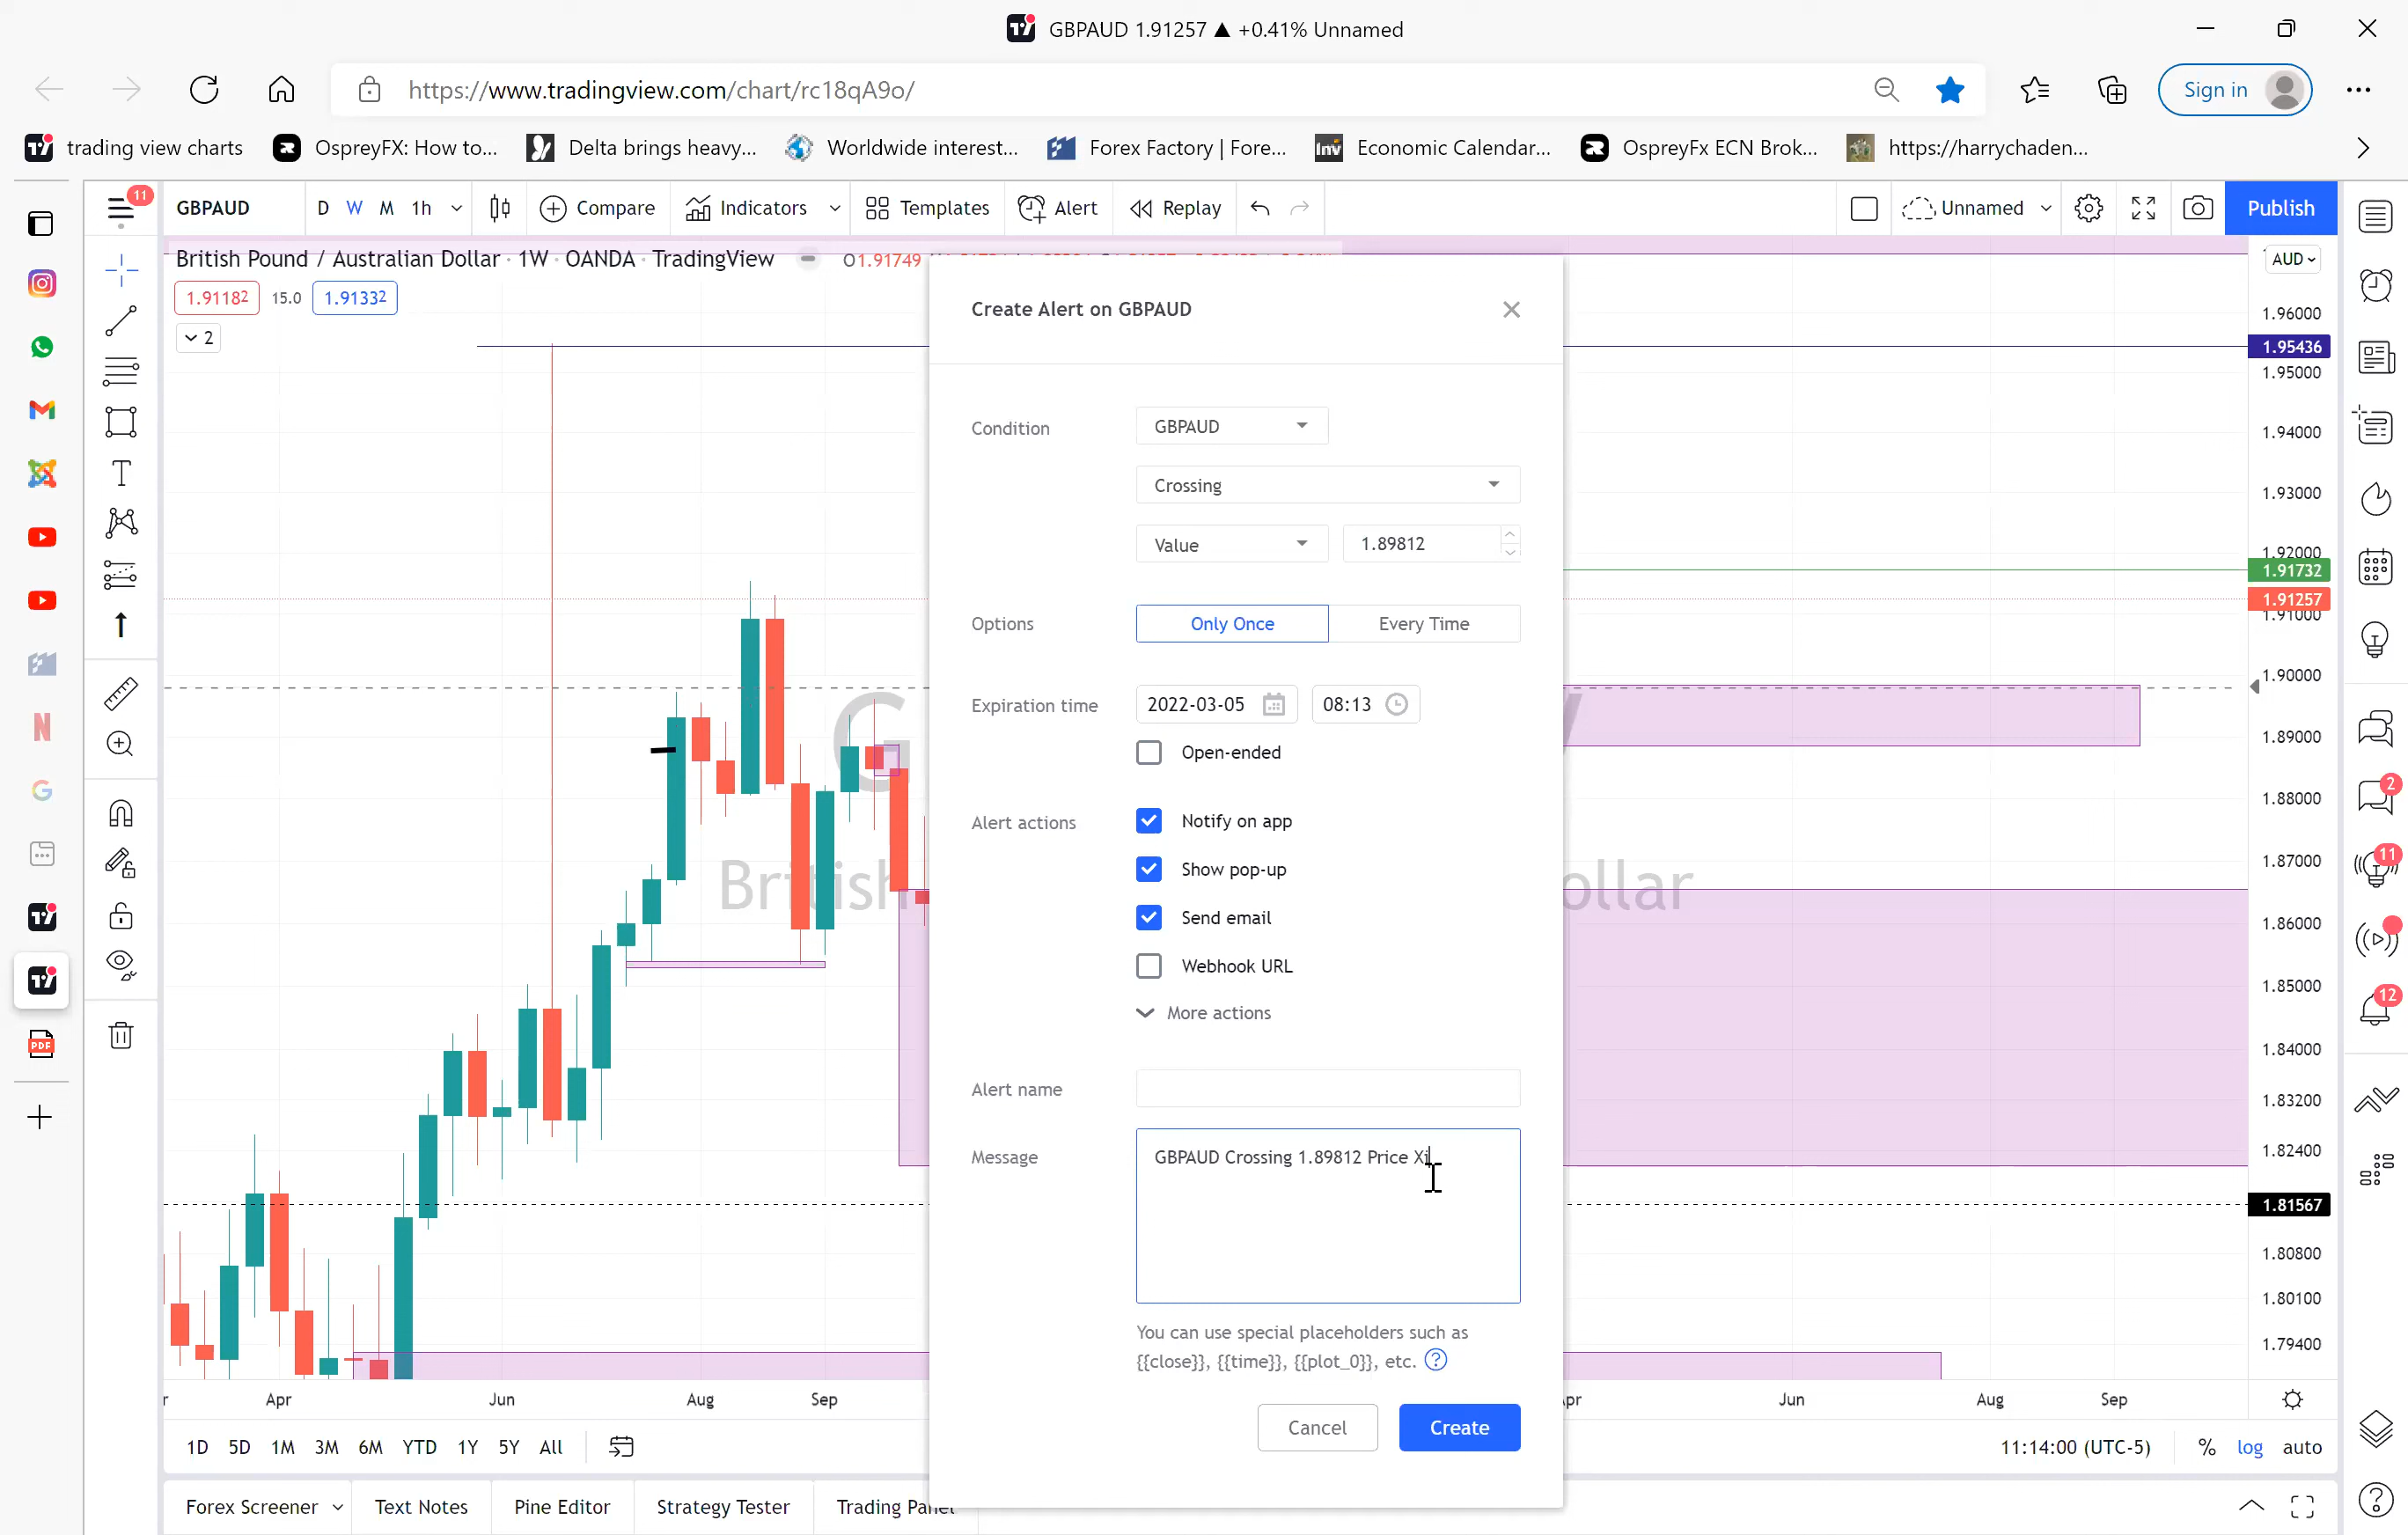 GBPAUD 1.91257 ▲ +0.41% Unnamed
https://www.tradingview.com/chart/rc18qA9o/
Sign in
trading view charts
OspreyFX: How to...
Delta brings heavy...
Worldwide interest...
Forex Factory | Fore...
Economic Calendar...
OspreyFx ECN Brok...
https://harrychaden...
11
GBPAUD
D W M 1h
Compare
Indicators
Templates
Alert
Replay
Unnamed
Publish
British Pound / Australian Dollar · 1W · OANDA · TradingView
O1.91749
AUD
1.91182 15.0 1.91332
2
Create Alert on GBPAUD
Condition
GBPAUD
Crossing
Value
1.89812
Options
Only Once
Every Time
Expiration time
2022-03-05
08:13
Open-ended
Alert actions
Notify on app
Show pop-up
Send email
Webhook URL
More actions
Alert name
Message
GBPAUD Crossing 1.89812 Price Xi
You can use special placeholders such as
{{close}}, {{time}}, {{plot_0}}, etc.
Cancel
Create
1.96000
1.95436
1.95000
1.94000
1.93000
1.92000
1.91732
1.91257
1.91000
1.90000
1.89000
1.88000
1.87000
1.86000
1.85000
1.84000
1.83200
1.82400
1.81567
1.80800
1.80100
1.79400
Apr
Jun
Aug
Sep
Jun
Aug
Sep
1D 5D 1M 3M 6M YTD 1Y 5Y All
11:14:00 (UTC-5)
% log auto
Forex Screener
Text Notes
Pine Editor
Strategy Tester
Trading Panel
2
11
12
PDF